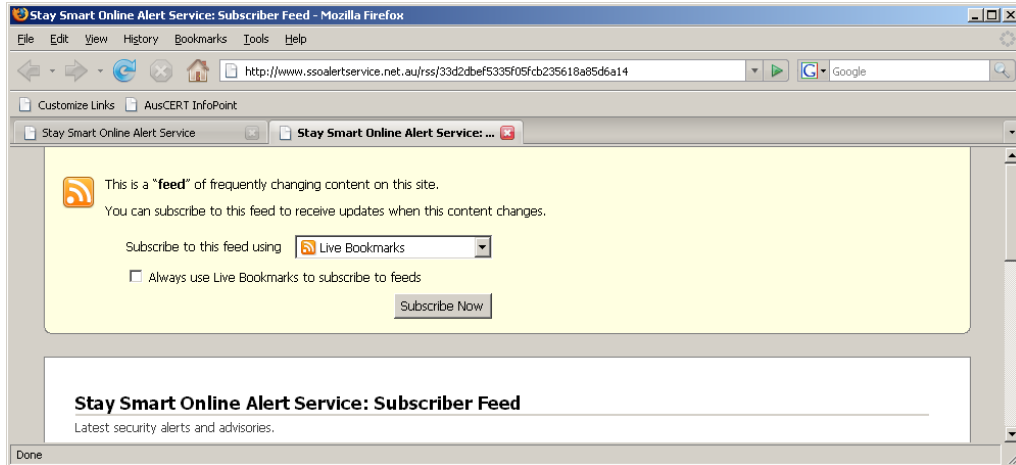 Stay Smart Online Alert Service: Subscriber Feed - Mozilla Firefox
File Edit View History Bookmarks Tools Help
http://www.ssoalertservice.net.au/rss/33d2dbef5335f05fcb235618a85d6a14
G Google
Customize Links AusCERT InfoPoint
Stay Smart Online Alert Service
Stay Smart Online Alert Service: ...
This is a "feed" of frequently changing content on this site.
You can subscribe to this feed to receive updates when this content changes.
Subscribe to this feed using Live Bookmarks
Always use Live Bookmarks to subscribe to feeds
Subscribe Now
Stay Smart Online Alert Service: Subscriber Feed
Latest security alerts and advisories.
Done